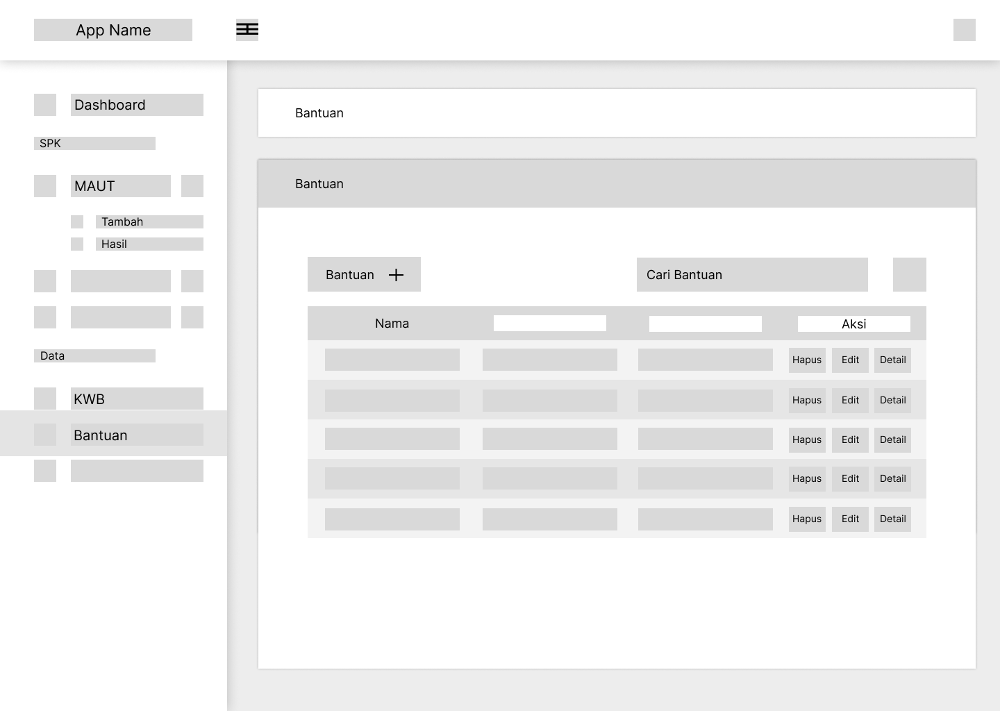 App Name
Dashboard
SPK
MAUT
Tambah
Hasil
Data
KWB
Bantuan
Bantuan
Bantuan
Bantuan
Cari Bantuan
Nama Aksi
Hapus Edit Detail
Hapus Edit Detail
Hapus Edit Detail
Hapus Edit Detail
Hapus Edit Detail